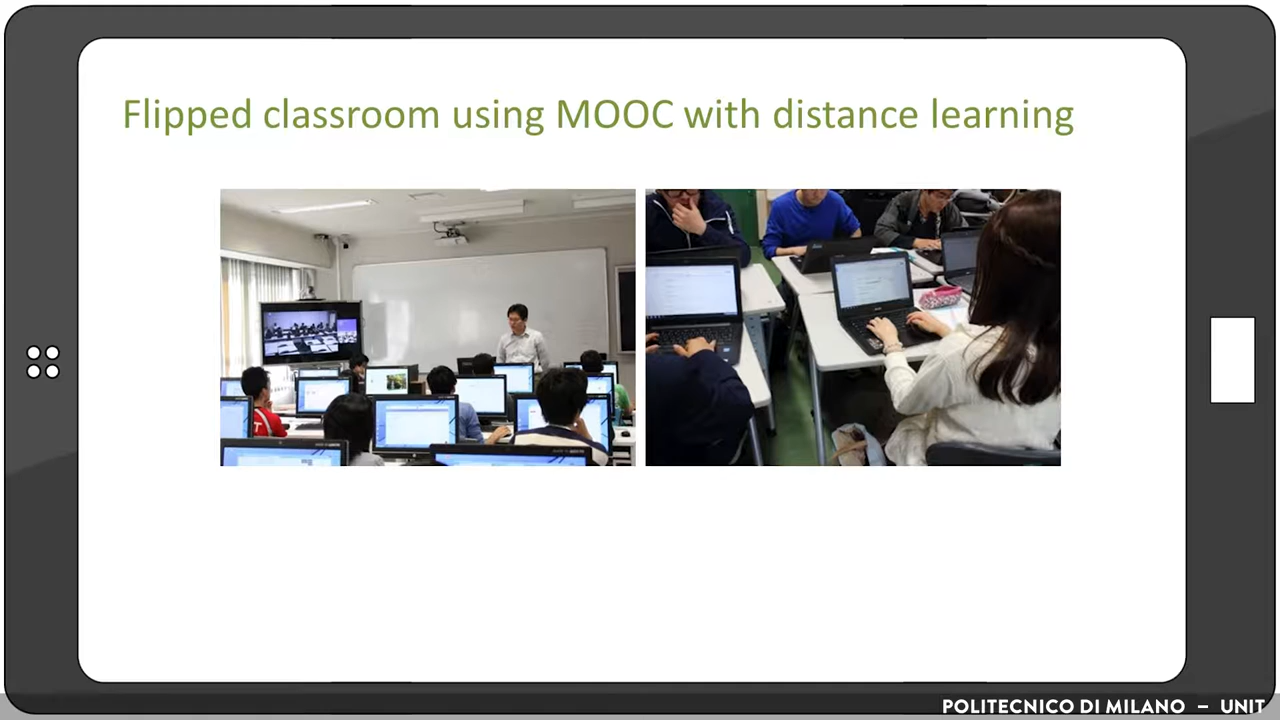 Flipped classroom using MOOC with distance learning
POLITECNICO DI MILANO – UNIT